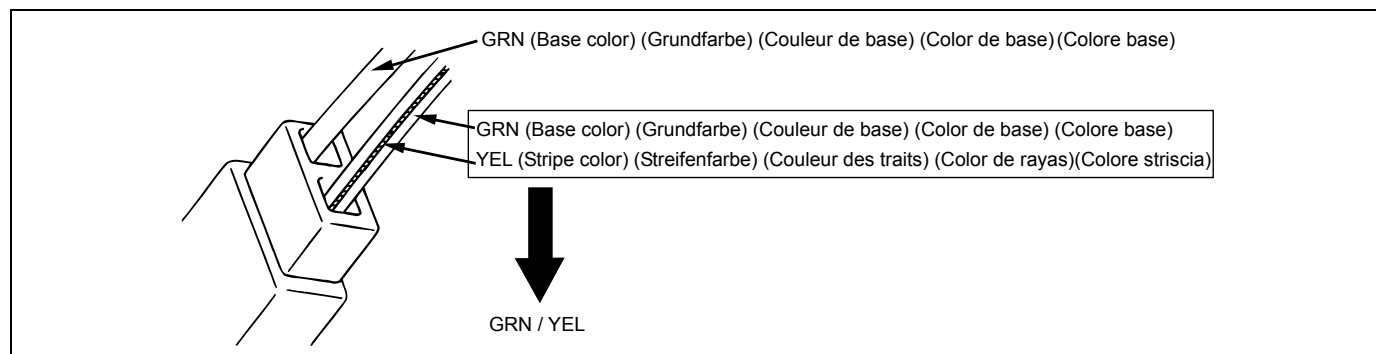 GRN (Base color) (Grundfarbe) (Couleur de base) (Color de base) (Colore base)
GRN (Base color) (Grundfarbe) (Couleur de base) (Color de base) (Colore base)
YEL (Stripe color) (Streifenfarbe) (Couleur des traits) (Color de rayas) (Colore striscia)
GRN / YEL